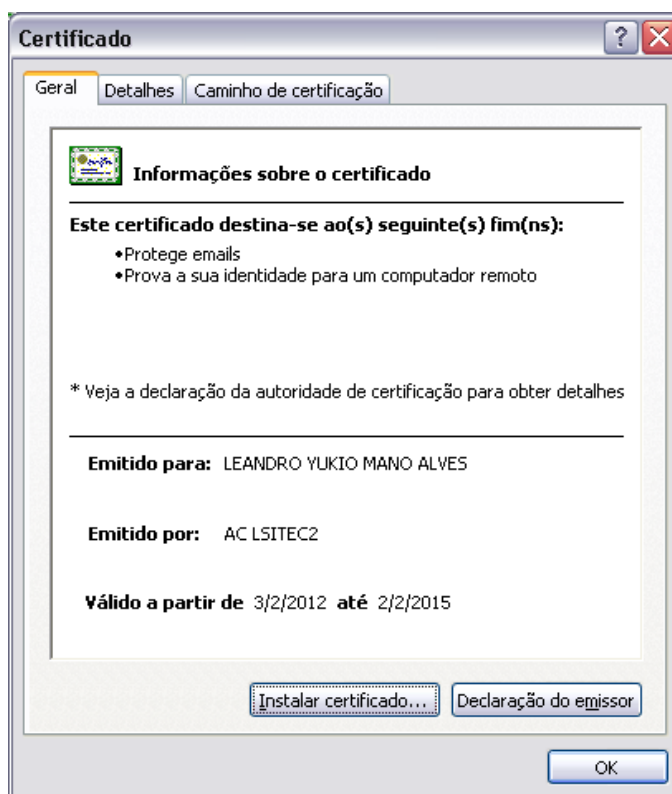 Certificado
Geral
Detalhes
Caminho de certificação
Informações sobre o certificado
Este certificado destina-se ao(s) seguinte(s) fim(ns):
•Protege emails
•Prova a sua identidade para um computador remoto
* Veja a declaração da autoridade de certificação para obter detalhes
Emitido para: LEANDRO YUKIO MANO ALVES
Emitido por: AC LSITEC2
Válido a partir de 3/2/2012 até 2/2/2015
Instalar certificado...
Declaração do emissor
OK